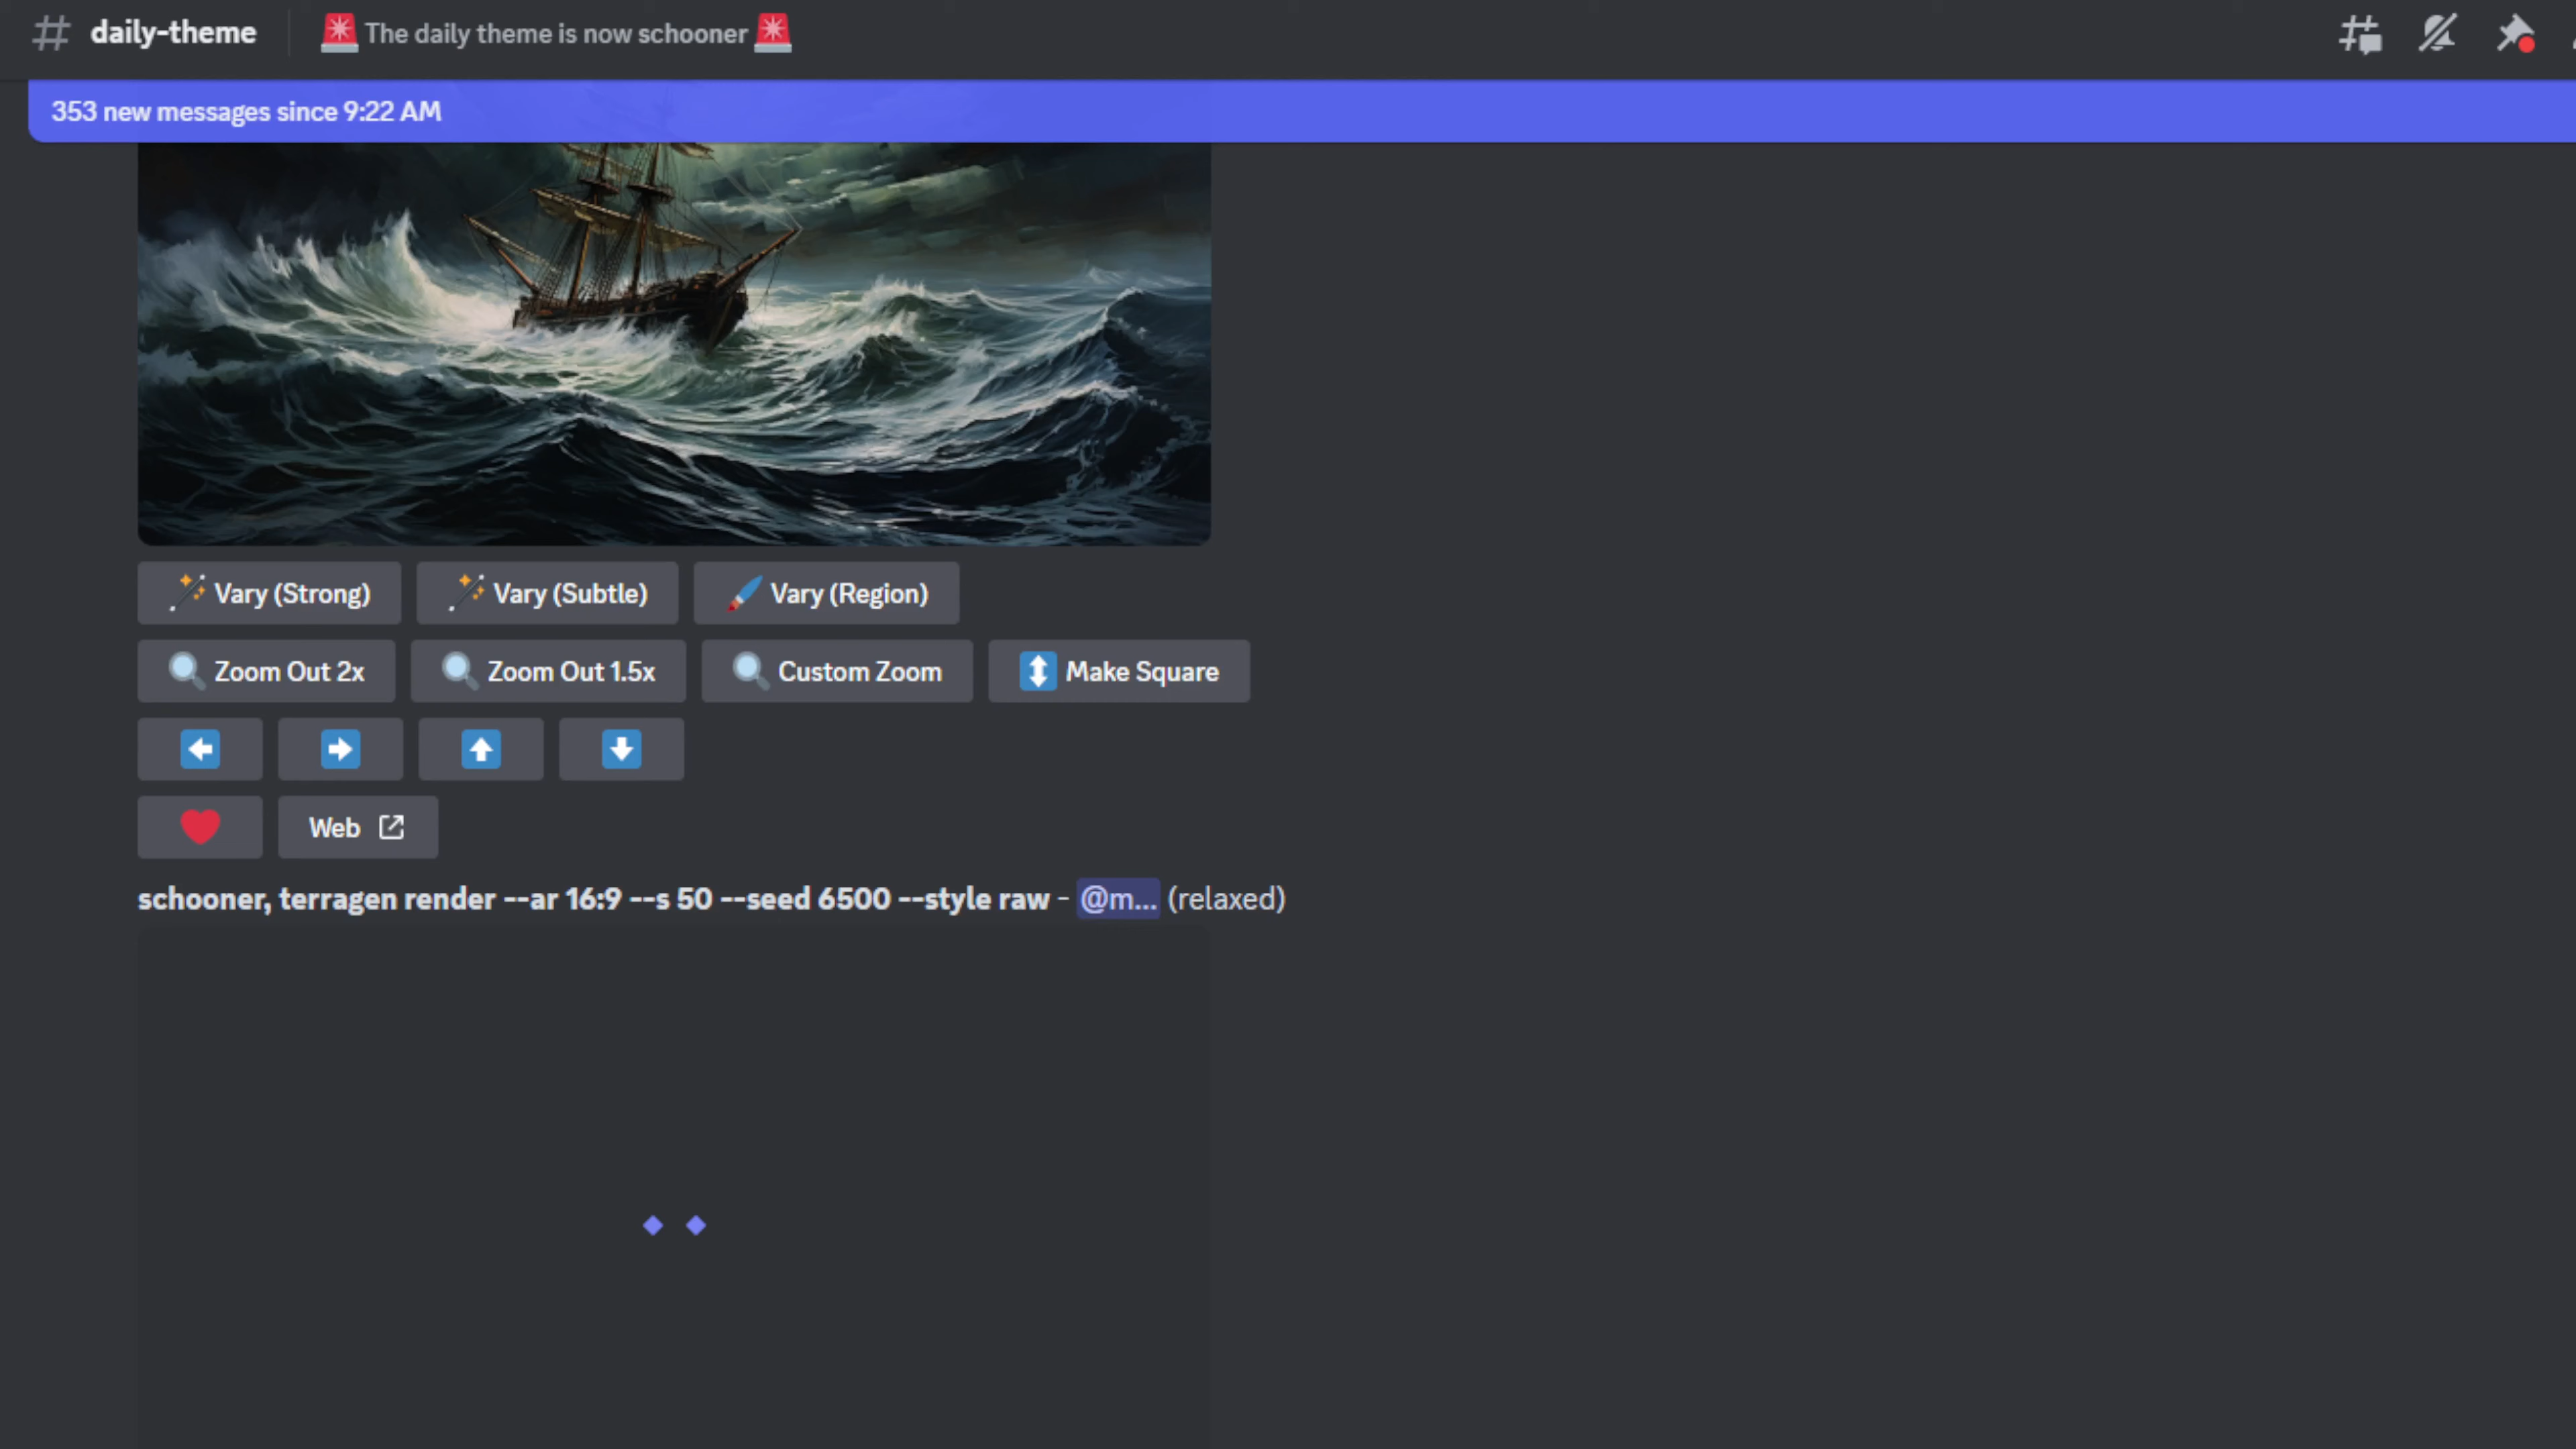 daily-theme
The daily theme is now schooner
353 new messages since 9:22 AM
Vary (Strong) Vary (Subtle) Vary (Region)
Zoom Out 2x Zoom Out 1.5x Custom Zoom Make Square
Web
schooner, terragen render --ar 16:9 --s 50 --seed 6500 --style raw - @m... (relaxed)